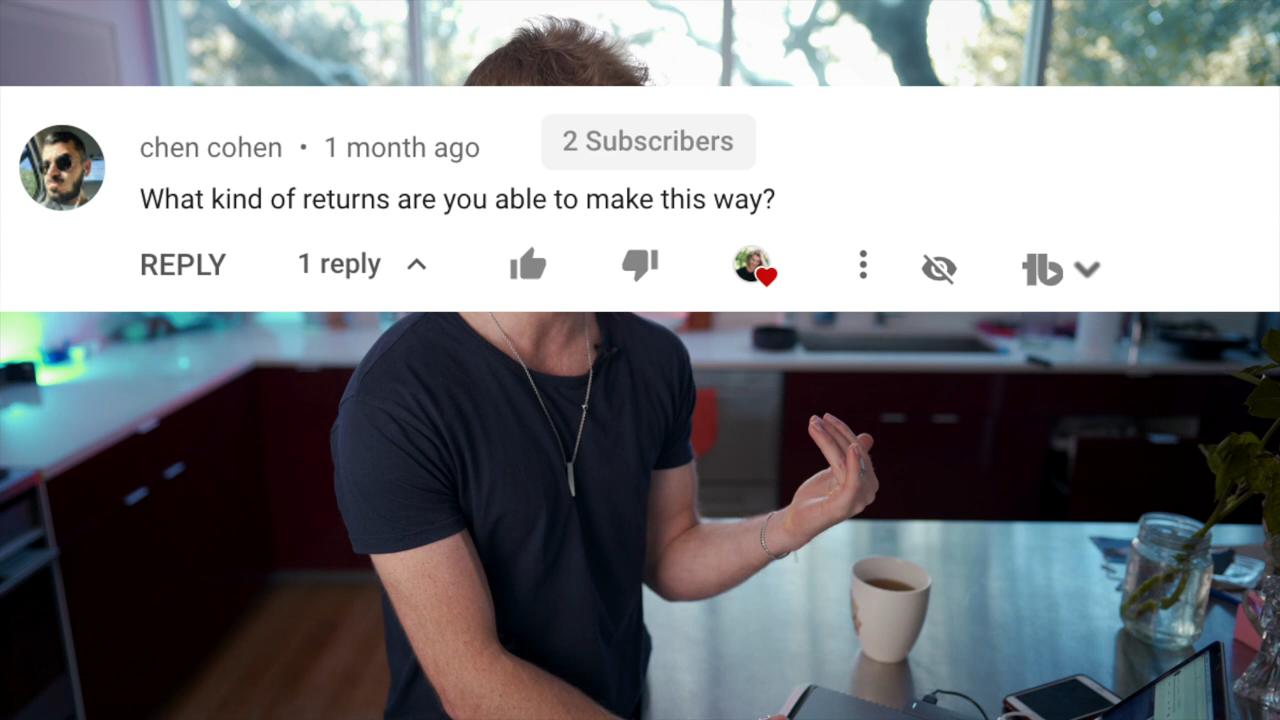 chen cohen • 1 month ago 2 Subscribers
What kind of returns are you able to make this way?
REPLY 1 reply